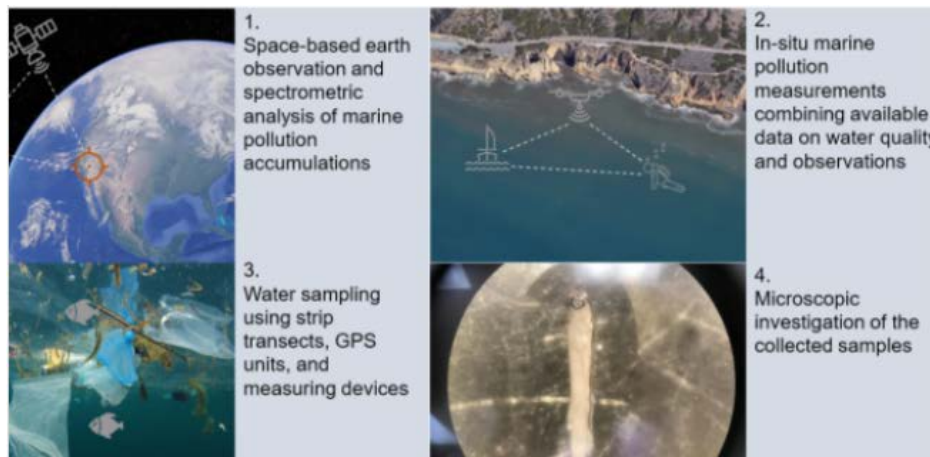 1.
Space-based earth
observation and
spectrometric
analysis of marine
pollution
accumulations
2.
In-situ marine
pollution
measurements
combining available
data on water quality
and observations
3.
Water sampling
using strip
transects, GPS
units, and
measuring devices
4.
Microscopic
investigation of the
collected samples